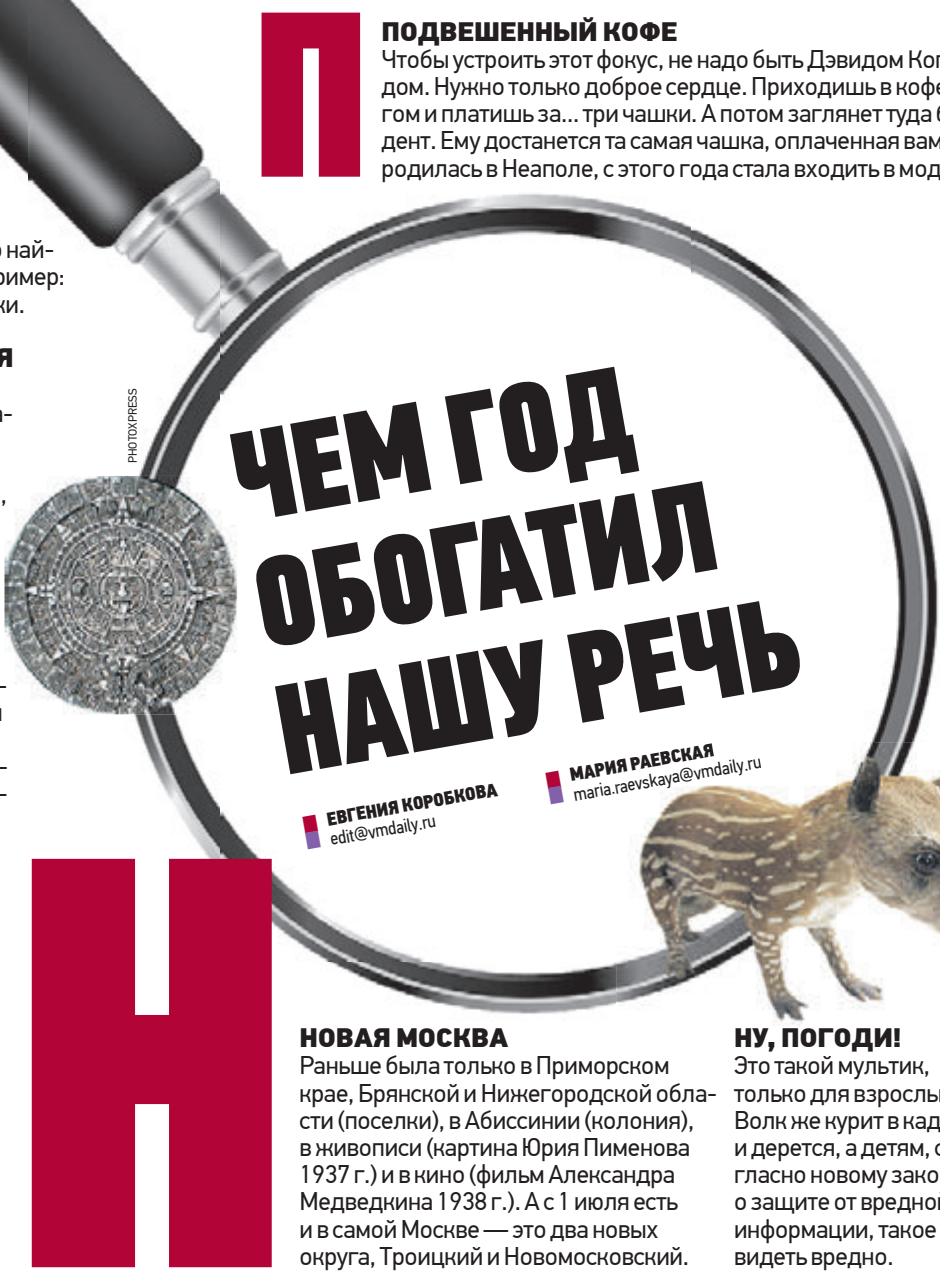 ПОДВЕШЕННЫЙ КОФЕ
Чтобы устроить этот фокус, не надо быть Дэвидом Коп
дом. Нужно только доброе сердце. Приходишь в кофе
гом и платишь за... три чашки. А потом заглянет туда б
дент. Ему достанется та самая чашка, оплаченная вам
родилась в Неаполе, с этого года стала входить в мод
П
най-
ример:
ки.
Я
а-
,
PHOTOXPRESS
ЧЕМ ГОД
ОБОГАТИЛ
НАШУ РЕЧЬ
ЕВГЕНИЯ КОРОБКОВА
edit@vmdaily.ru
МАРИЯ РАЕВСКАЯ
maria.raevskaya@vmdaily.ru
Н
НОВАЯ МОСКВА
Раньше была только в Приморском
крае, Брянской и Нижегородской обла-
сти (поселки), в Абиссинии (колония),
в живописи (картина Юрия Пименова
1937 г.) и в кино (фильм Александра
Медведкина 1938 г.). А с 1 июля есть
и в самой Москве — это два новых
округа, Троицкий и Новомосковский.
НУ, ПОГОДИ!
Это такой мультик,
только для взрослы
Волк же курит в кад
и дерется, а детям, с
гласно новому зако
о защите от вредно
информации, такое
видеть вредно.